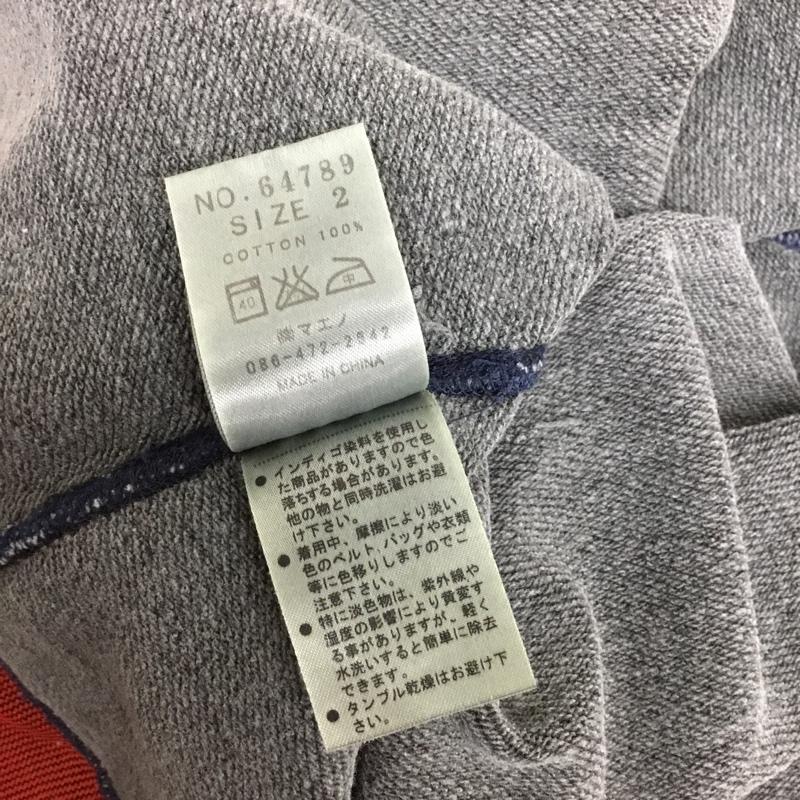 NO.64789
SIZE 2
COTTON 100%
40 中
㈱マエノ
086-472-2842
MADE IN CHINA
●インディゴ染料を使用し
た商品がありますので色
落ちする場合があります。
他の物と同時洗濯はお避
け下さい。
●着用中、摩擦により淡い
色のベルト、バッグや衣類
等に色移りしますのでご
注意下さい。
●特に淡色物は、紫外線や
湿度の影響により黄変す
る事がありますが、軽く
水洗いすると簡単に除去
できます。
●タンブル乾燥はお避け下
さい。